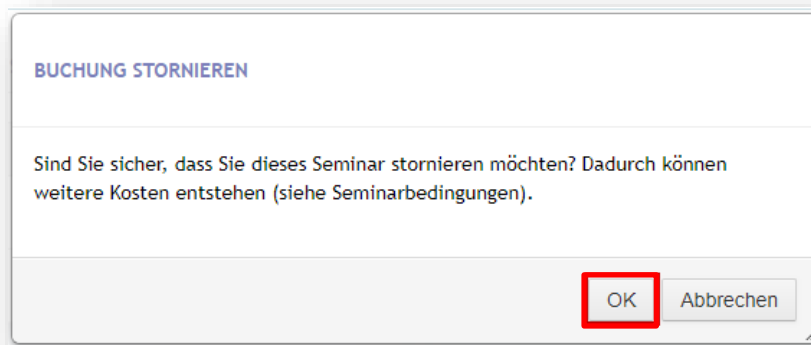 BUCHUNG STORNIEREN
Sind Sie sicher, dass Sie dieses Seminar stornieren möchten? Dadurch können
weitere Kosten entstehen (siehe Seminarbedingungen).
OK Abbrechen